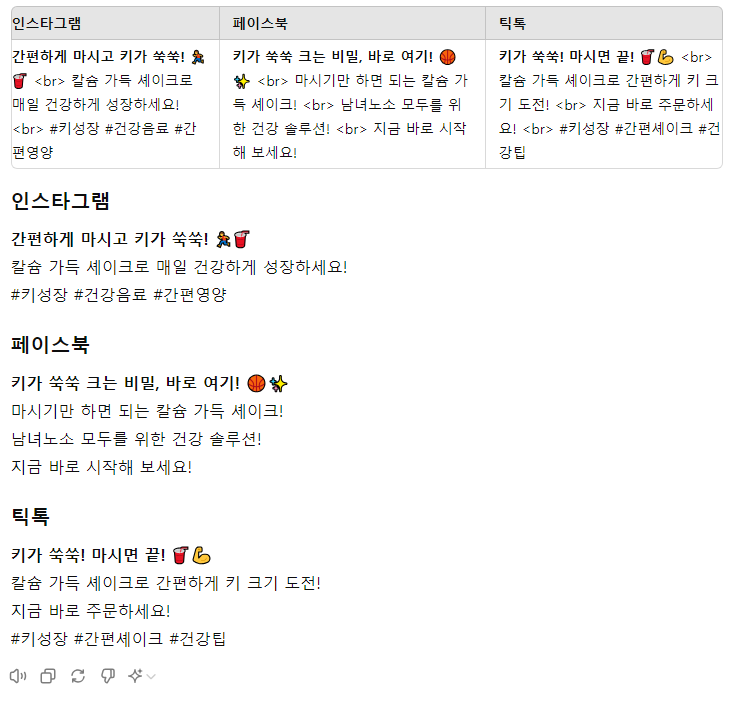 인스타그램
페이스북
틱톡
간편하게 마시고 키가 쑥쑥! 🏃
🥤 <br> 칼슘 가득 셰이크로
매일 건강하게 성장하세요!
<br> #키성장 #건강음료 #간
편영양
키가 쑥쑥 크는 비밀, 바로 여기! 🏀
✨ <br> 마시기만 하면 되는 칼슘 가
득 셰이크! <br> 남녀노소 모두를 위
한 건강 솔루션! <br> 지금 바로 시작
해 보세요!
키가 쑥쑥! 마시면 끝! 🥤💪 <br>
칼슘 가득 셰이크로 간편하게 키 크
기 도전! <br> 지금 바로 주문하세
요! <br> #키성장 #간편셰이크 #건
강팁
인스타그램
간편하게 마시고 키가 쑥쑥! 🏃🥤
칼슘 가득 셰이크로 매일 건강하게 성장하세요!
#키성장 #건강음료 #간편영양
페이스북
키가 쑥쑥 크는 비밀, 바로 여기! 🏀✨
마시기만 하면 되는 칼슘 가득 셰이크!
남녀노소 모두를 위한 건강 솔루션!
지금 바로 시작해 보세요!
틱톡
키가 쑥쑥! 마시면 끝! 🥤💪
칼슘 가득 셰이크로 간편하게 키 크기 도전!
지금 바로 주문하세요!
#키성장 #간편셰이크 #건강팁